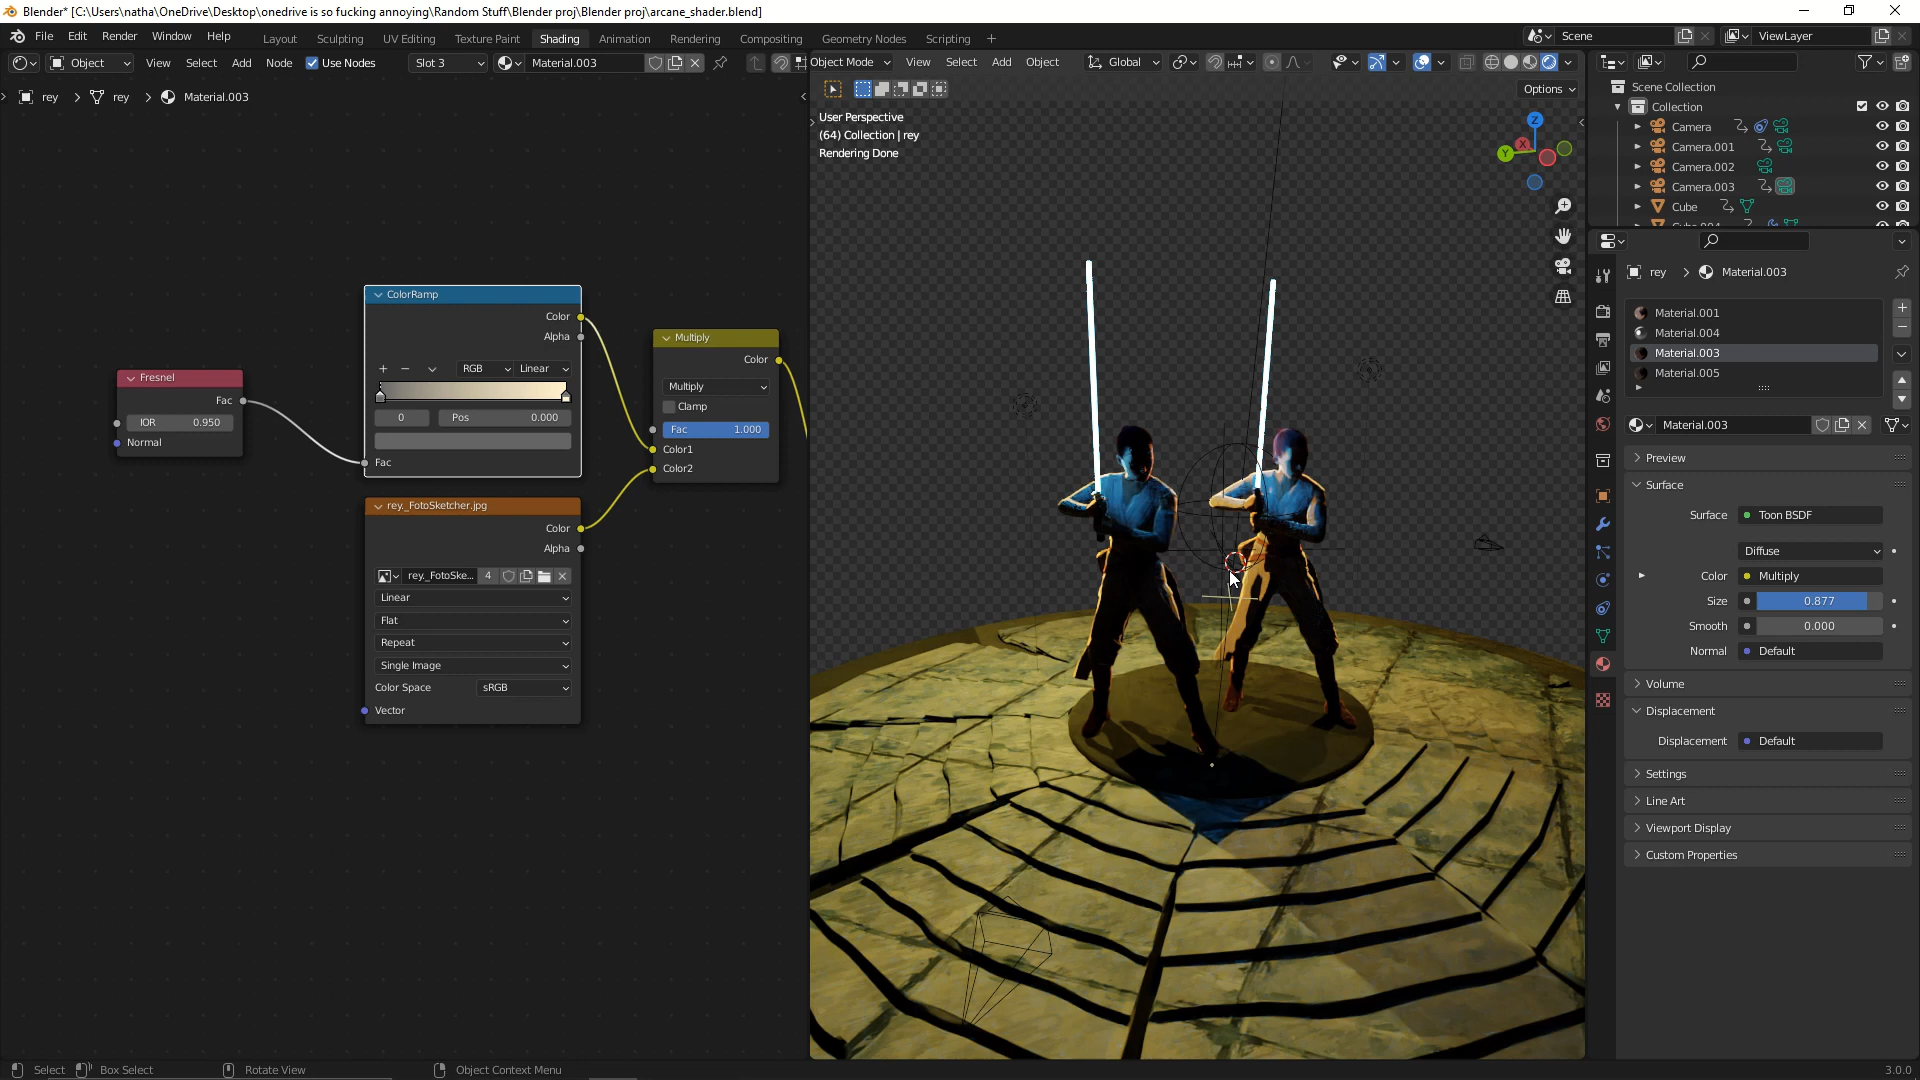 Blender* [C:\Users\natha\OneDrive\Desktop\onedrive is so fucking annoying\Random Stuff\Blender proj\Blender proj\arcane_shader.blend]
File Edit Render Window Help Layout Sculpting UV Editing Texture Paint Shading Animation Rendering Compositing Geometry Nodes Scripting + Scene ViewLayer
Object View Select Add Node Use Nodes Slot 3 Material.003
Object Mode View Select Add Object Global
rey > rey > Material.003
Options
User Perspective
(64) Collection | rey
Rendering Done
Z
X
Y
ColorRamp
Color
Alpha
RGB Linear
0 Pos 0.000
Fac
Fresnel
Fac
IOR 0.950
Normal
Multiply
Color
Multiply
Clamp
Fac 1.000
Color1
Color2
rey._FotoSketcher.jpg
Color
Alpha
rey._FotoSke... 4
Linear
Flat
Repeat
Single Image
Color Space sRGB
Vector
Scene Collection
Collection
Camera
Camera.001
Camera.002
Camera.003
Cube
rey > Material.003
Material.001
Material.004
Material.003
Material.005
Material.003
Preview
Surface
Surface Toon BSDF
Diffuse
Color Multiply
Size 0.877
Smooth 0.000
Normal Default
Volume
Displacement
Displacement Default
Settings
Line Art
Viewport Display
Custom Properties
Select Box Select Rotate View Object Context Menu 3.0.0